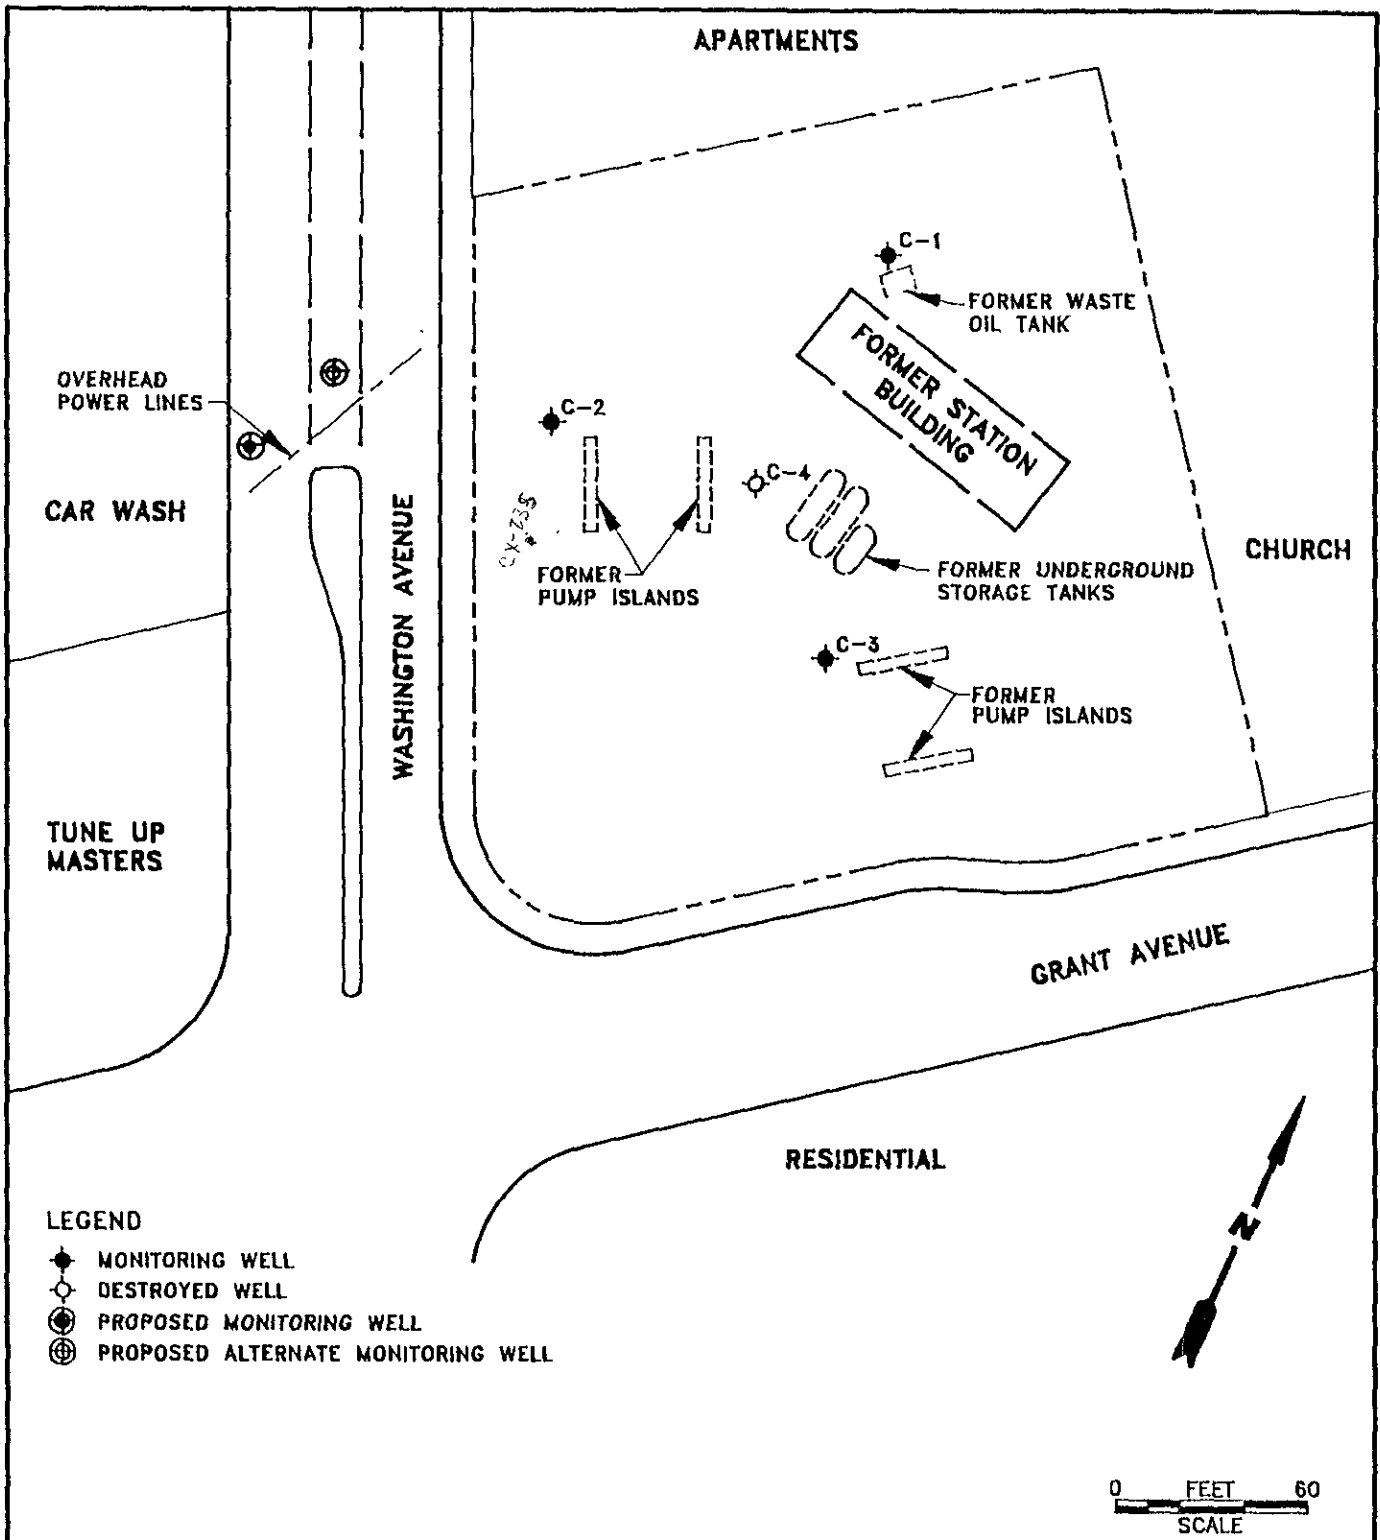 APARTMENTS
C-1
FORMER WASTE
OIL TANK
FORMER STATION
BUILDING
OVERHEAD
POWER LINES
C-2
C-4
CAR WASH
WASHINGTON AVENUE
FORMER
PUMP ISLANDS
FORMER UNDERGROUND
STORAGE TANKS
CHURCH
C-3
FORMER
PUMP ISLANDS
TUNE UP
MASTERS
GRANT AVENUE
RESIDENTIAL
N
LEGEND
MONITORING WELL
DESTROYED WELL
PROPOSED MONITORING WELL
PROPOSED ALTERNATE MONITORING WELL
0 FEET 60
SCALE